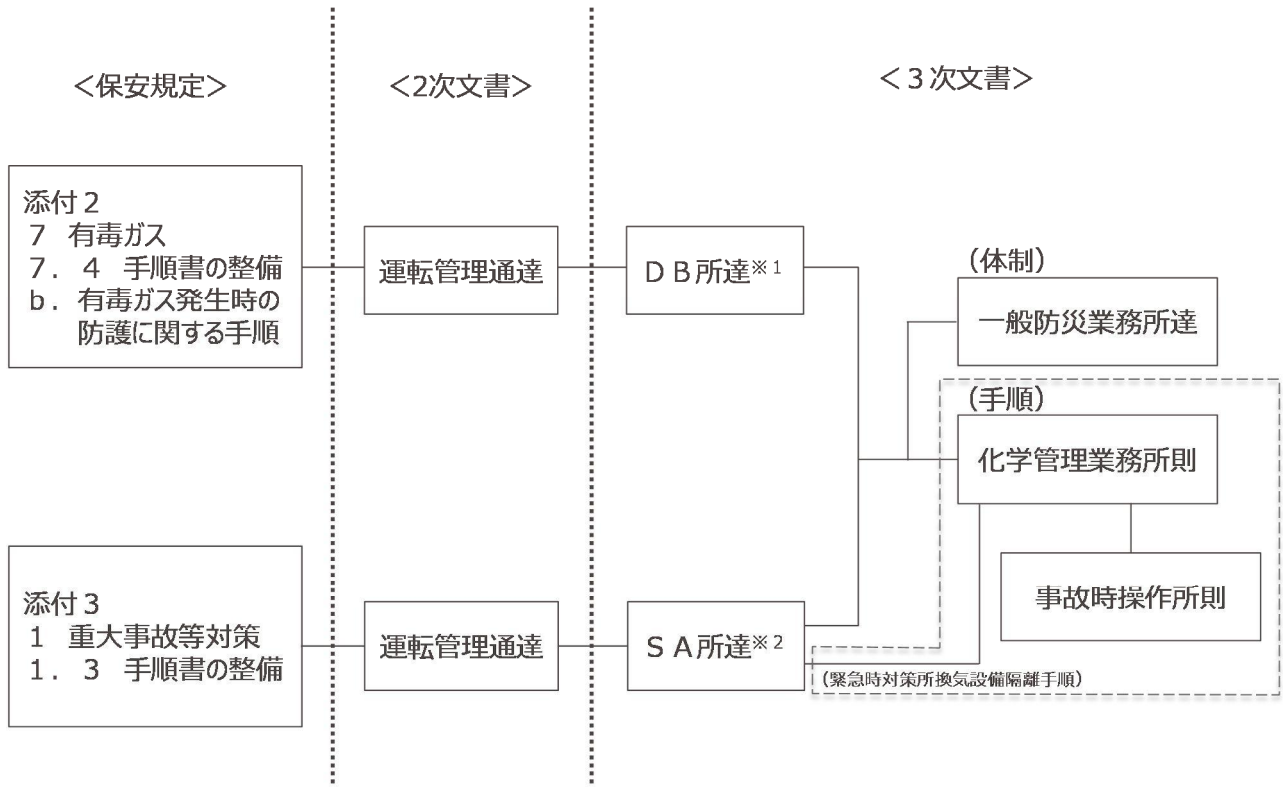 <保安規定>
<2次文書>
<３次文書>
添付２
７　有毒ガス
７．４　手順書の整備
ｂ．有毒ガス発生時の
防護に関する手順
運転管理通達
ＤＢ所達※１
（体制）
一般防災業務所達
（手順）
化学管理業務所則
事故時操作所則
添付３
１　重大事故等対策
１．３　手順書の整備
運転管理通達
ＳＡ所達※２
（緊急時対策所換気設備隔離手順）